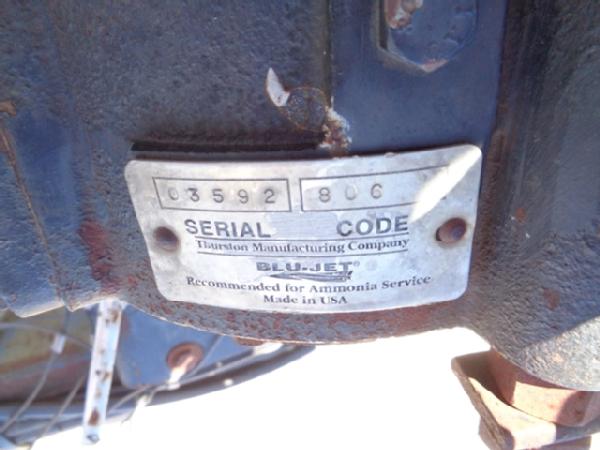 03592 806
SERIAL CODE
Thurston Manufacturing Company
BLU-JET®
Recommended for Ammonia Service
Made in USA